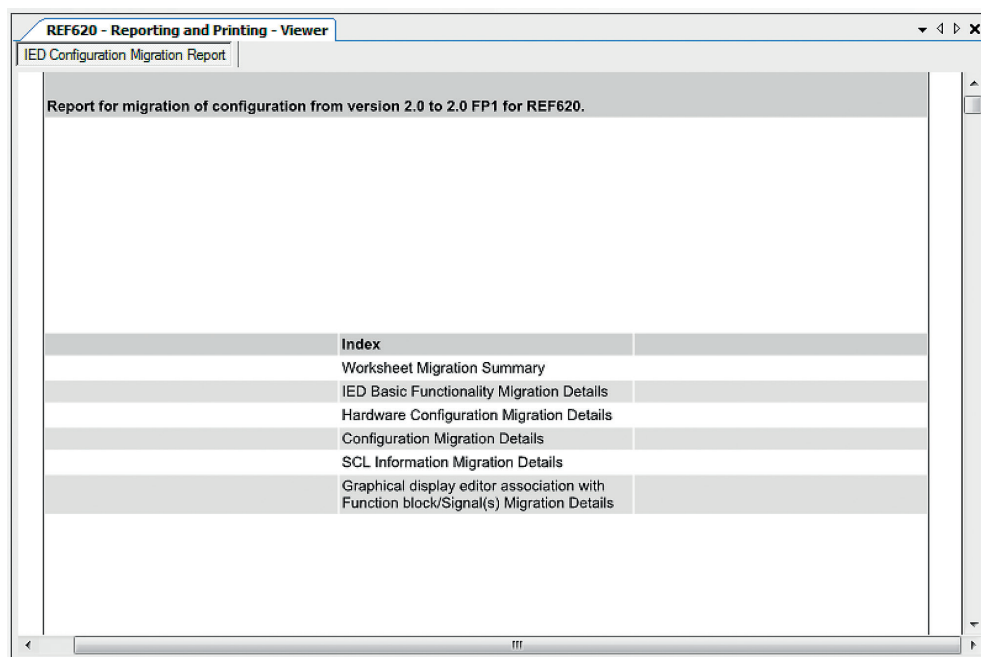 REF620 - Reporting and Printing - Viewer
IED Configuration Migration Report
Report for migration of configuration from version 2.0 to 2.0 FP1 for REF620.
Index
Worksheet Migration Summary
IED Basic Functionality Migration Details
Hardware Configuration Migration Details
Configuration Migration Details
SCL Information Migration Details
Graphical display editor association with
Function block/Signal(s) Migration Details